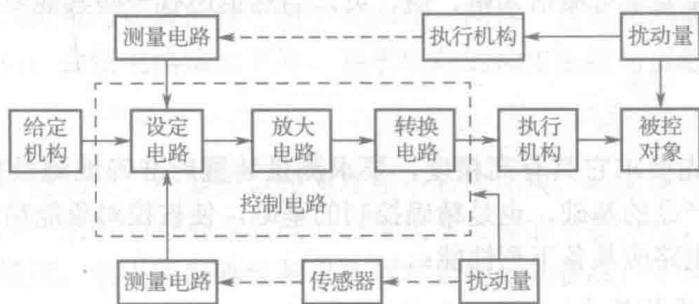 测量电路
执行机构
扰动量
给定
机构
设定
电路
放大
电路
转换
电路
执行
机构
被控
对象
控制电路
测量电路
传感器
扰动量